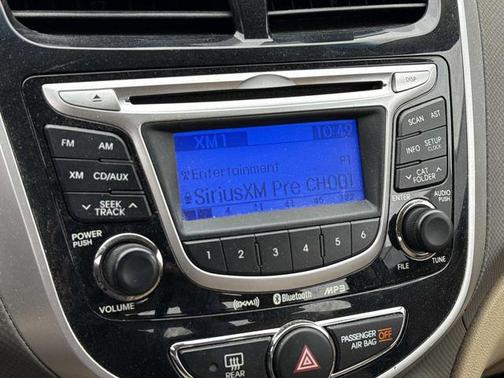 DISP
SCAN AST
FM AM
XM1 10:49
INFO SETUP
CLOCK
Entertainment P1
XM CD/AUX
CAT
FOLDER
SiriusXM Pre CH001
SEEK
TRACK
ENTER AUDIO
PUSH
POWER
PUSH
1 2 3 4 5 6
VOLUME
FILE TUNE
XM Bluetooth MP3
PASSENGER
AIR BAG OFF
REAR